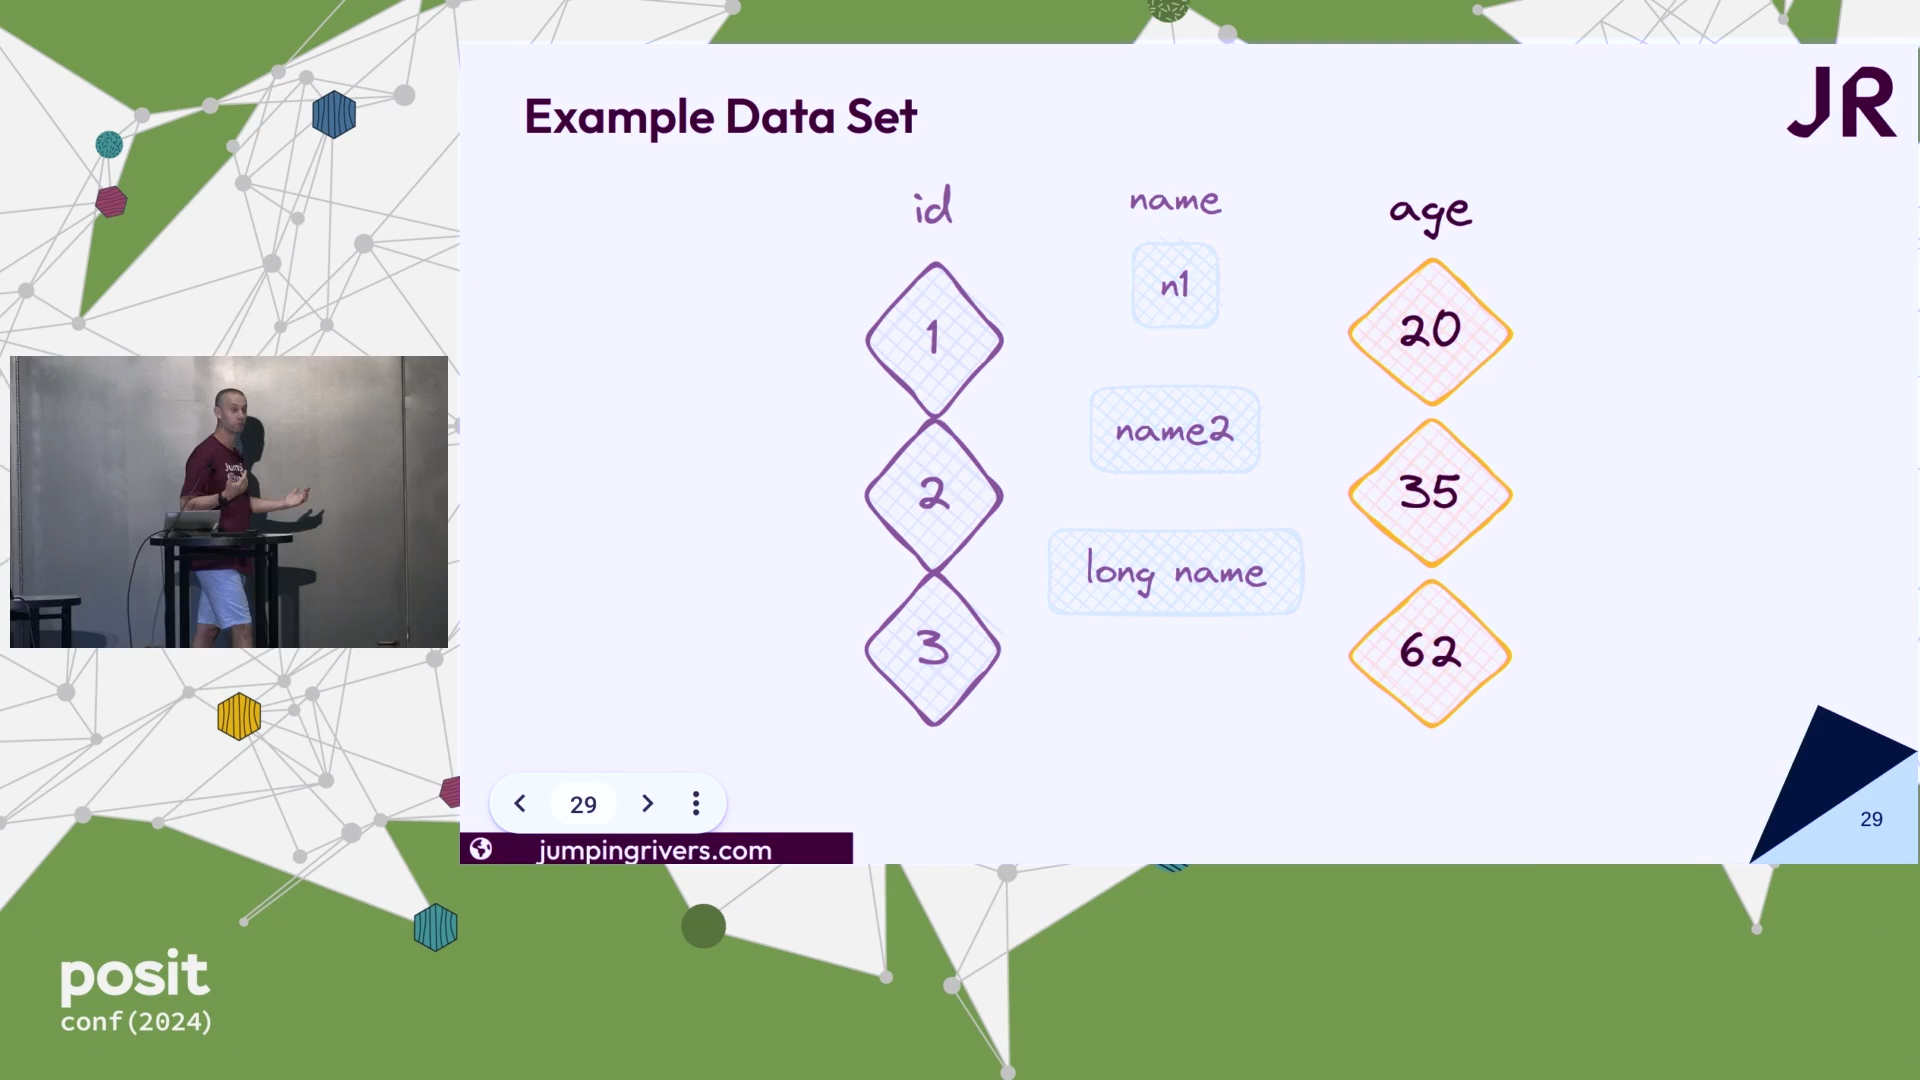 Example Data Set
JR
id name age
1 n1 20
2 name2 35
3 long name 62
29
29
jumpingrivers.com
posit
conf(2024)